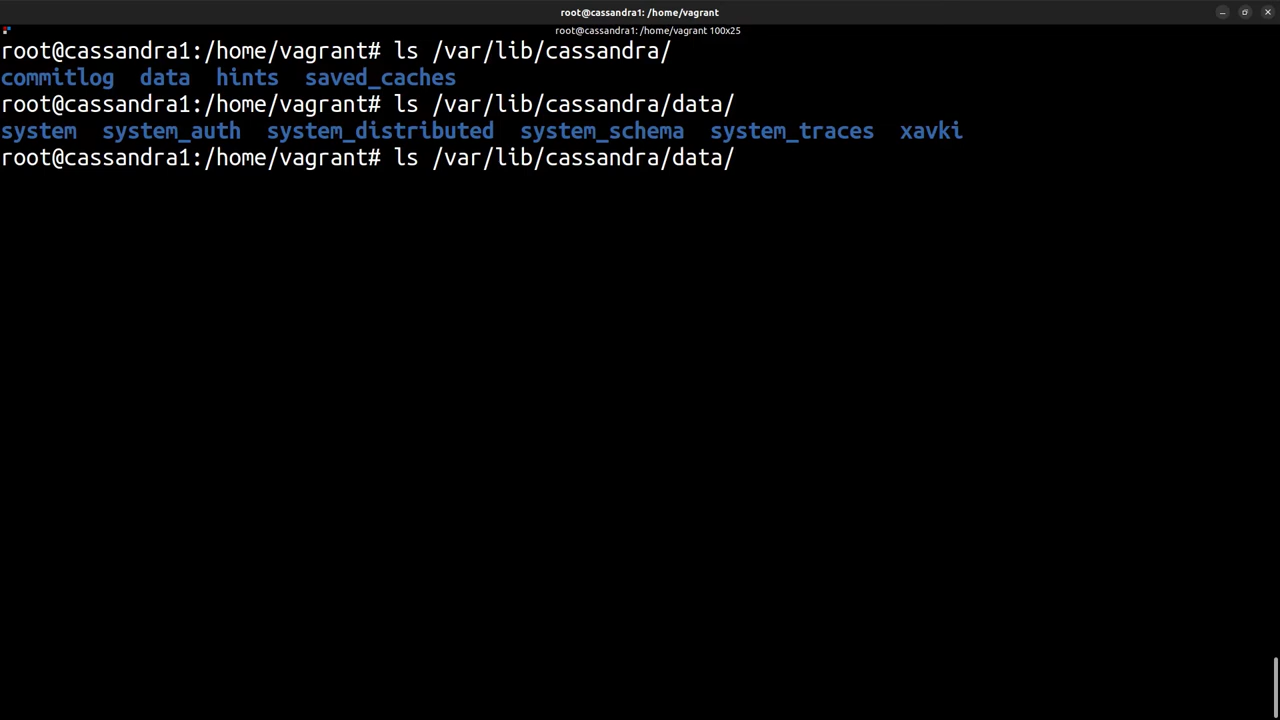 root@cassandra1: /home/vagrant
root@cassandra1: /home/vagrant 100x25
root@cassandra1:/home/vagrant# ls /var/lib/cassandra/
commitlog  data  hints  saved_caches
root@cassandra1:/home/vagrant# ls /var/lib/cassandra/data/
system  system_auth  system_distributed  system_schema  system_traces  xavki
root@cassandra1:/home/vagrant# ls /var/lib/cassandra/data/